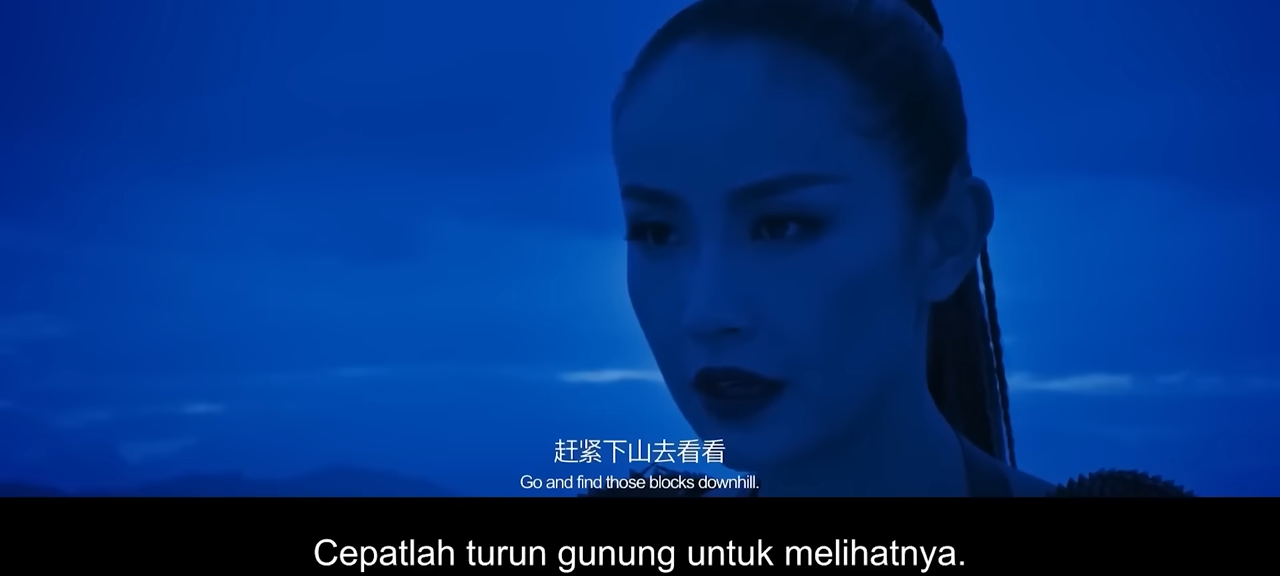 赶紧下山去看看
Go and find those blocks downhill.
Cepatlah turun gunung untuk melihatnya.